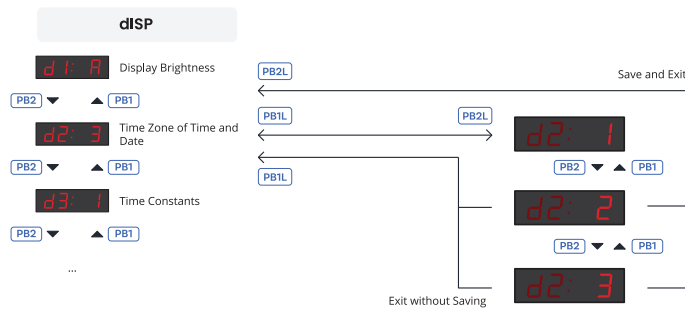 dISP
d1: A
Display Brightness
PB2L
Save and Exit
PB2
PB1
PB1L
PB2L
d2: 3
Time Zone of Time and
Date
d2: 1
PB2
PB1
PB2
PB1
PB1L
d3: 1
Time Constants
d2: 2
PB2
PB1
PB2
PB1
...
d2: 3
Exit without Saving